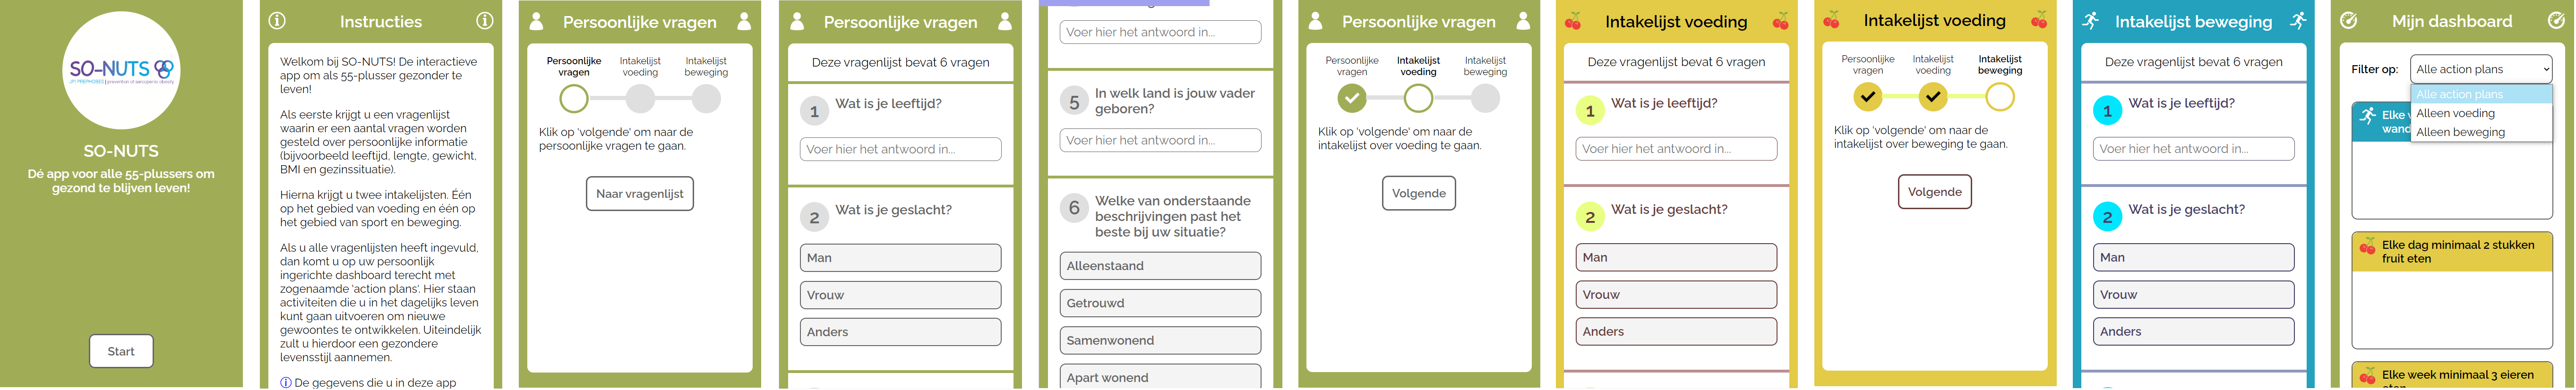 SO-NUTS
JPI PREPHOBES | prevention of sarcopenic obesity
SO-NUTS
Dé app voor alle 55-plussers om
gezond te blijven leven!
Start
Instructies
Welkom bij SO-NUTS! De interactieve
app om als 55-plusser gezonder te
leven!
Als eerste krijgt u een vragenlijst
waarin er een aantal vragen worden
gesteld over persoonlijke informatie
(bijvoorbeeld leeftijd, lengte, gewicht,
BMI en gezinssituatie).
Hierna krijgt u twee intakelijsten. Één
op het gebied van voeding en één op
het gebied van sport en beweging.
Als u alle vragenlijsten heeft ingevuld,
dan komt u op uw persoonlijk
ingerichte dashboard terecht met
zogenaamde 'action plans'. Hier staan
activiteiten die u in het dagelijks leven
kunt gaan uitvoeren om nieuwe
gewoontes te ontwikkelen. Uiteindelijk
zult u hierdoor een gezondere
levensstijl aannemen.
De gegevens die u in deze app
Persoonlijke vragen
Persoonlijke
vragen
Intakelijst
voeding
Intakelijst
beweging
Klik op 'volgende' om naar de
persoonlijke vragen te gaan.
Naar vragenlijst
Persoonlijke vragen
Deze vragenlijst bevat 6 vragen
1 Wat is je leeftijd?
Voer hier het antwoord in...
2 Wat is je geslacht?
Man
Vrouw
Anders
Voer hier het antwoord in...
5 In welk land is jouw vader
geboren?
Voer hier het antwoord in...
6 Welke van onderstaande
beschrijvingen past het
beste bij uw situatie?
Alleenstaand
Getrouwd
Samenwonend
Apart wonend
Persoonlijke vragen
Persoonlijke
vragen
Intakelijst
voeding
Intakelijst
beweging
Klik op 'volgende' om naar de
intakelijst over voeding te gaan.
Volgende
Intakelijst voeding
Deze vragenlijst bevat 6 vragen
1 Wat is je leeftijd?
Voer hier het antwoord in...
2 Wat is je geslacht?
Man
Vrouw
Anders
Intakelijst voeding
Persoonlijke
vragen
Intakelijst
voeding
Intakelijst
beweging
Klik op 'volgende' om naar de
intakelijst over beweging te gaan.
Volgende
Intakelijst beweging
Deze vragenlijst bevat 6 vragen
1 Wat is je leeftijd?
Voer hier het antwoord in...
2 Wat is je geslacht?
Man
Vrouw
Anders
Mijn dashboard
Filter op: Alle action plans
Alle action plans
Alleen voeding
Alleen beweging
Elke
Elke dag minimaal 2 stukken
fruit eten
Elke week minimaal 3 eieren